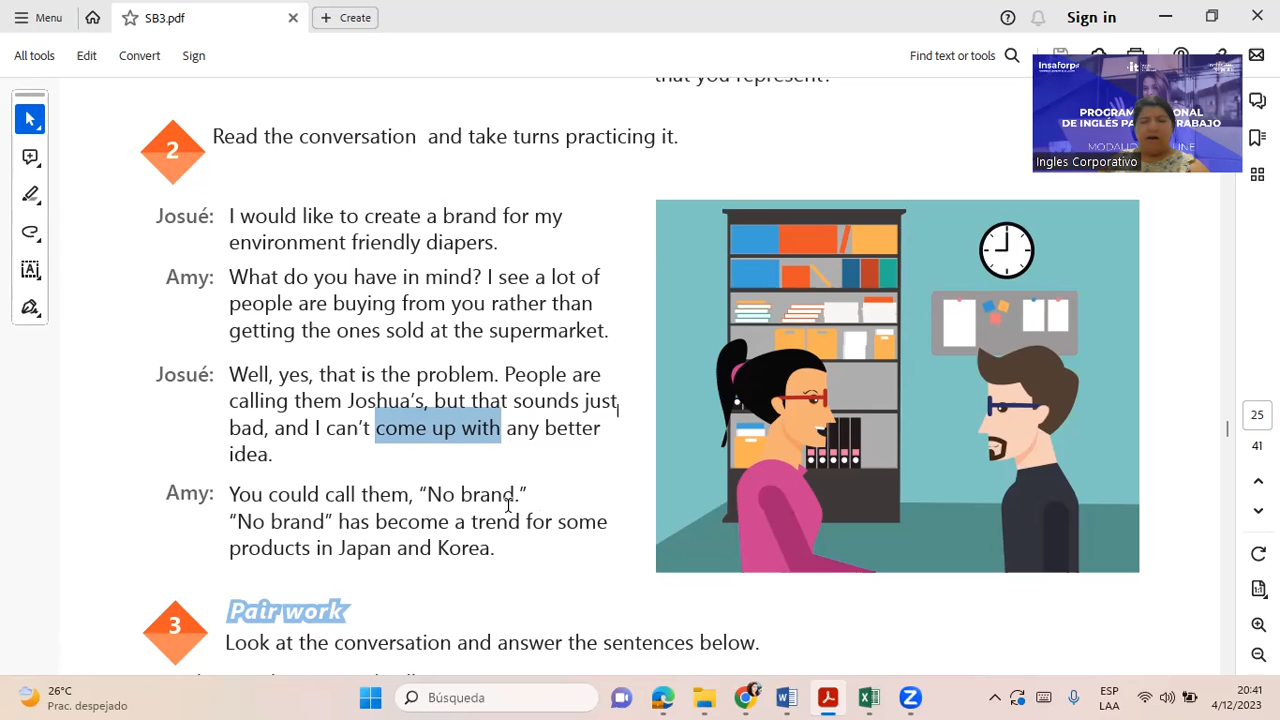 Menu
SB3.pdf
Create
Sign in
All tools
Edit
Convert
Sign
Find text or tools
that you represent?
Insaforp
PROGRAMA NACIONAL
DE INGLÉS PARA EL TRABAJO
Ingles Corporativo
2
Read the conversation and take turns practicing it.
Josué: I would like to create a brand for my
environment friendly diapers.
Amy: What do you have in mind? I see a lot of
people are buying from you rather than
getting the ones sold at the supermarket.
Josué: Well, yes, that is the problem. People are
calling them Joshua's, but that sounds just
bad, and I can't come up with any better
idea.
Amy: You could call them, “No brand.”
“No brand” has become a trend for some
products in Japan and Korea.
3
Pair work
Look at the conversation and answer the sentences below.
25
41
26°C
Prac. despejado
Búsqueda
ESP
LAA
20:41
4/12/2023